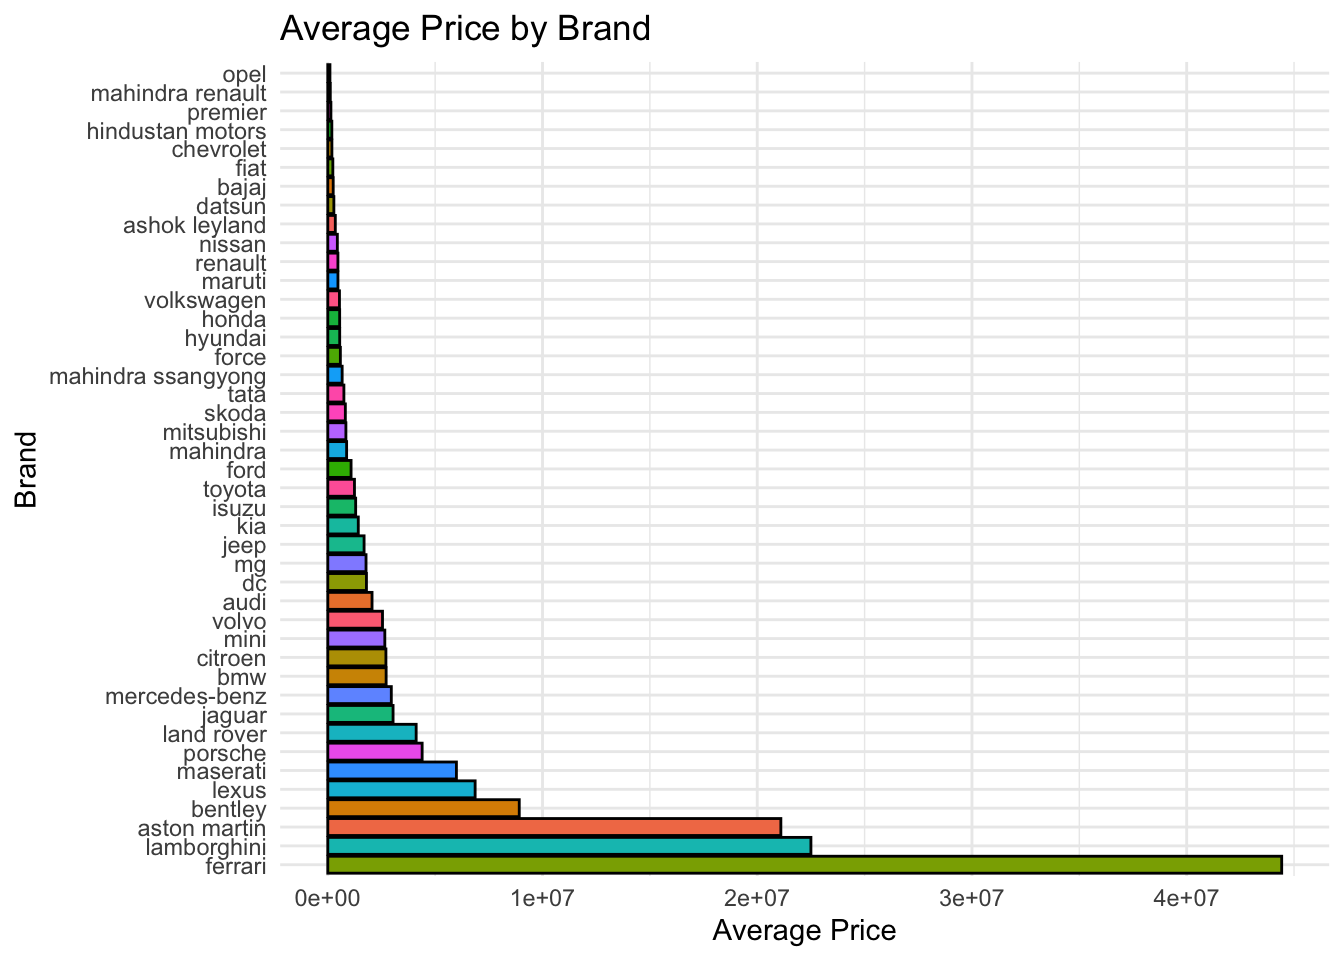 Average Price by Brand
opel
mahindra renault
premier
hindustan motors
chevrolet
fiat
bajaj
datsun
ashok leyland
nissan
renault
maruti
volkswagen
honda
hyundai
force
mahindra ssangyong
tata
skoda
mitsubishi
mahindra
ford
toyota
isuzu
kia
jeep
mg
dc
audi
volvo
mini
citroen
bmw
mercedes-benz
jaguar
land rover
porsche
maserati
lexus
bentley
aston martin
lamborghini
ferrari
Brand
0e+00 1e+07 2e+07 3e+07 4e+07
Average Price